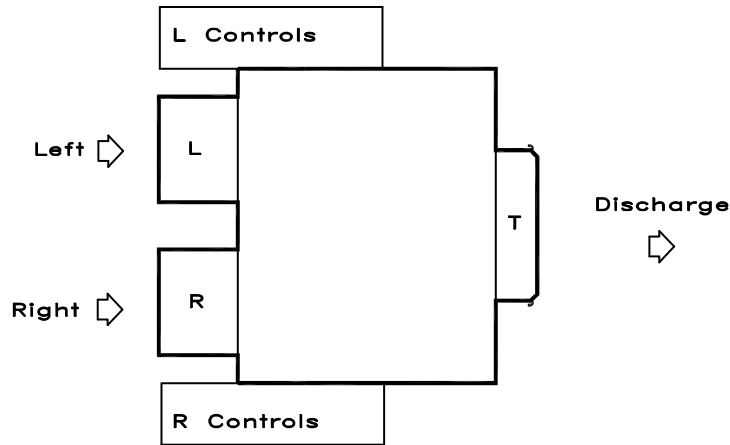 L Controls
Left
L
Discharge
T
Right
R
R Controls